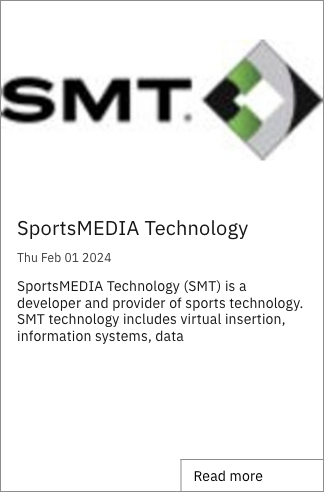 SMT.
SportsMEDIA Technology
Thu Feb 01 2024
SportsMEDIA Technology (SMT) is a
developer and provider of sports technology.
SMT technology includes virtual insertion,
information systems, data
Read more